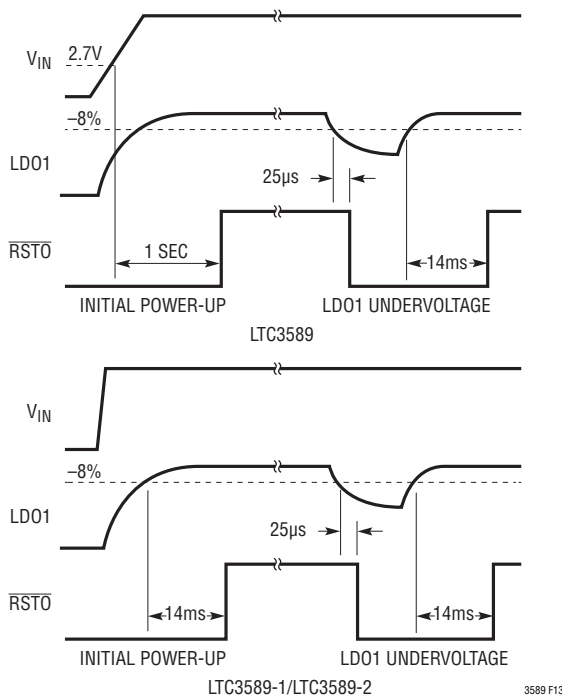 VIN
2.7V
–8%
LDO1
25µs
RSTO
1 SEC
14ms
INITIAL POWER-UP
LDO1 UNDERVOLTAGE
LTC3589
VIN
–8%
LDO1
25µs
RSTO
14ms
14ms
INITIAL POWER-UP
LDO1 UNDERVOLTAGE
LTC3589-1/LTC3589-2
3589 F13